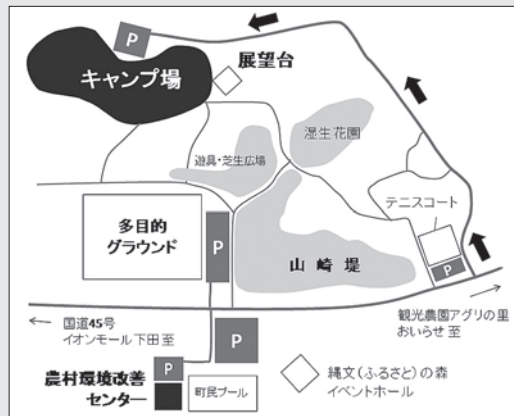 P
キャンプ場
展望台
湿生花園
遊具・芝生広場
テニスコート
多目的
グラウンド
P
山崎堤
P
国道45号
イオンモール下田 至
観光農園アグリの里
おいらせ 至
P
P
農村環境改善
センター
町民プール
縄文(ふるさと)の森
イベントホール